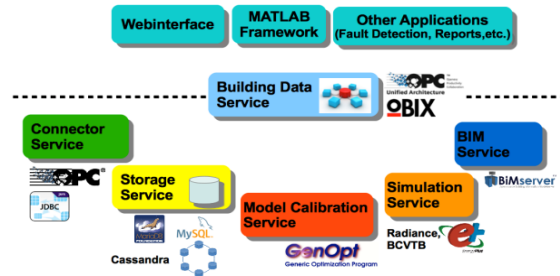 Webinterface
MATLAB
Framework
Other Applications
(Fault Detection, Reports,etc.)
Building Data
Service
OPC
Unified Architecture
oBIX
Connector
Service
OPC
JDBC
Storage
Service
MySQL
Cassandra
Model Calibration
Service
GenOpt
Generic Optimization Program
Simulation
Service
Radiance,
BCVTB
BIM
Service
BiMserver